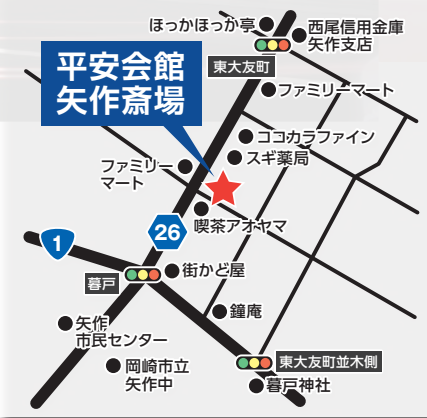 ほっかほっか亭
西尾信用金庫
矢作支店
東大友町
平安会館
矢作斎場
ファミリーマート
ココカラファイン
スギ薬局
ファミリー
マート
喫茶アオヤマ
26
1
街かど屋
暮戸
鐘庵
矢作
市民センター
東大友町並木側
岡崎市立
矢作中
暮戸神社